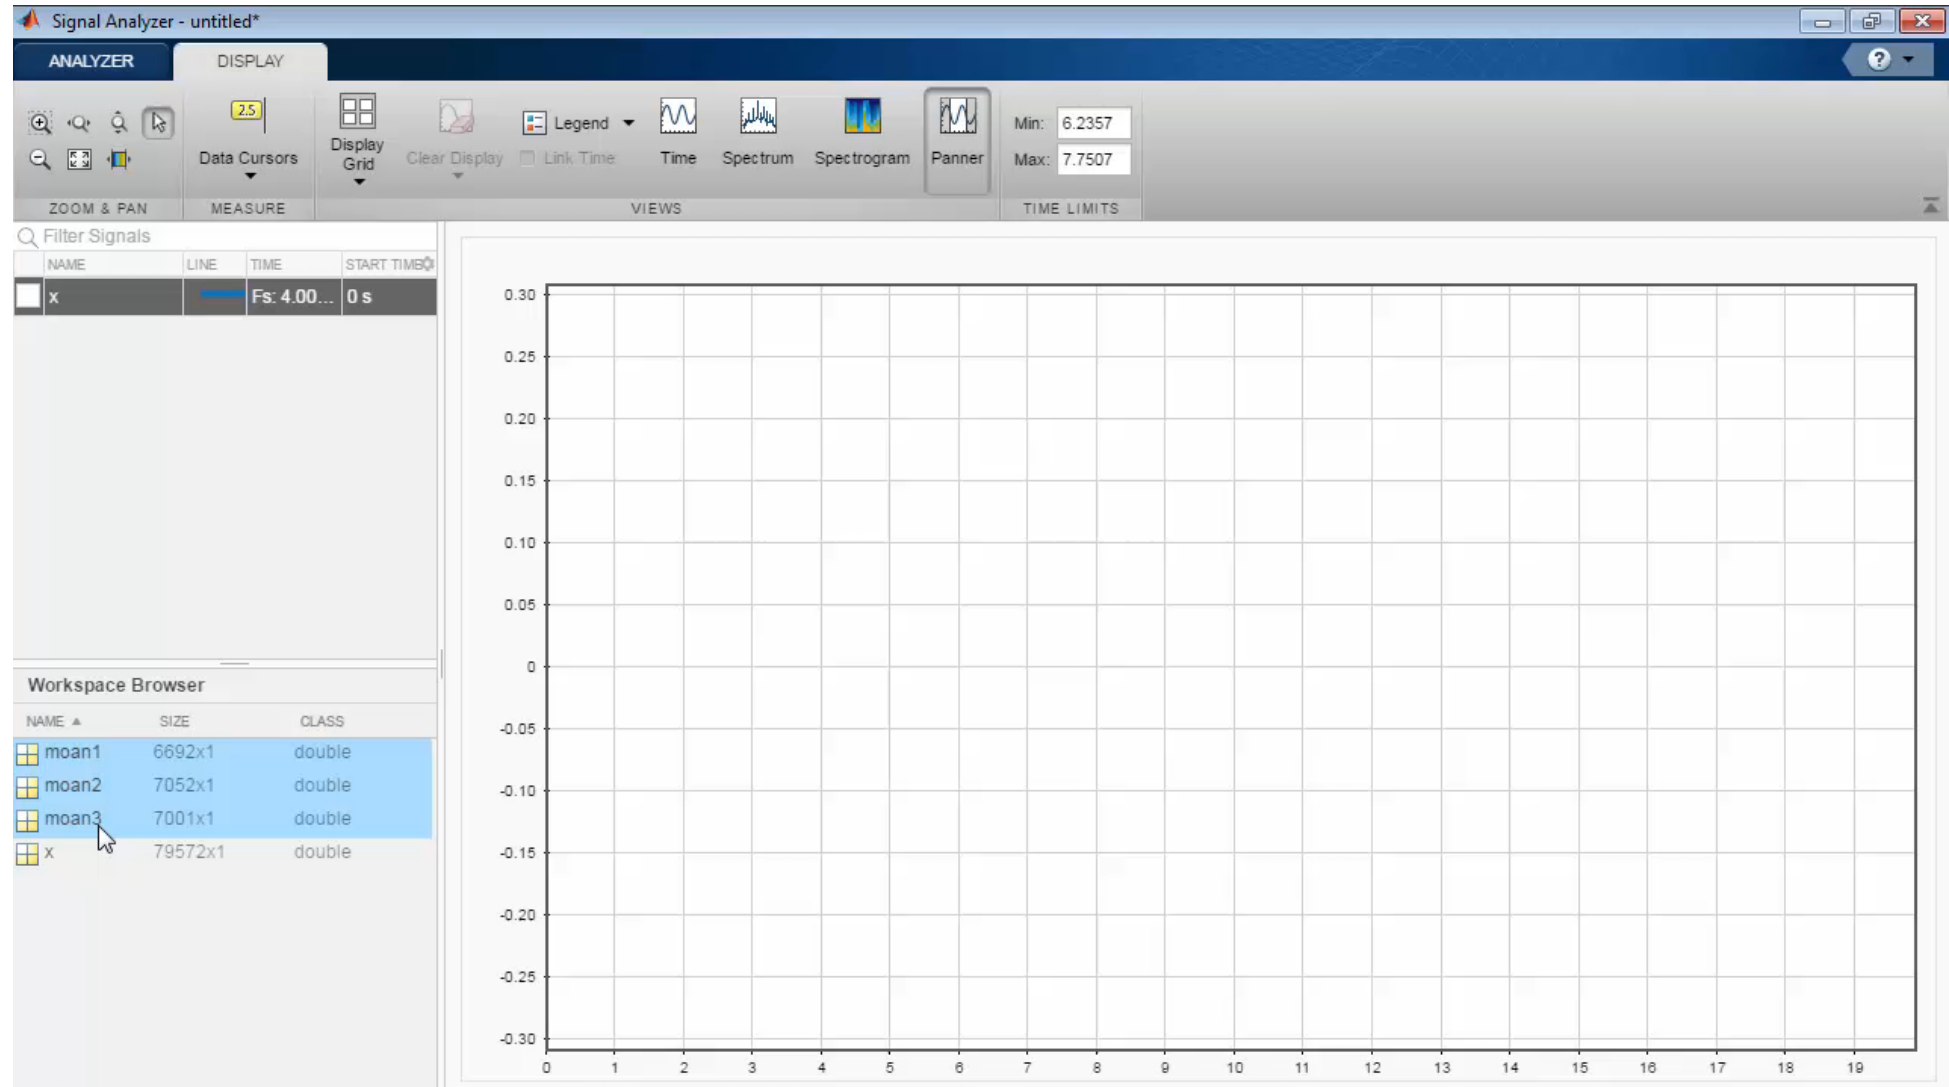 Signal Analyzer - untitled*
ANALYZER DISPLAY
2.5
Data Cursors
Display
Grid
Clear Display
Legend
Link Time
Time
Spectrum
Spectrogram
Panner
Min: 6.2357
Max: 7.7507
ZOOM & PAN MEASURE VIEWS TIME LIMITS
Filter Signals
NAME LINE TIME START TIME
x Fs: 4.00... 0 s
Workspace Browser
NAME SIZE CLASS
moan1 6692x1 double
moan2 7052x1 double
moan3 7001x1 double
x 79572x1 double
0.30
0.25
0.20
0.15
0.10
0.05
0
-0.05
-0.10
-0.15
-0.20
-0.25
-0.30
0 1 2 3 4 5 6 7 8 9 10 11 12 13 14 15 16 17 18 19